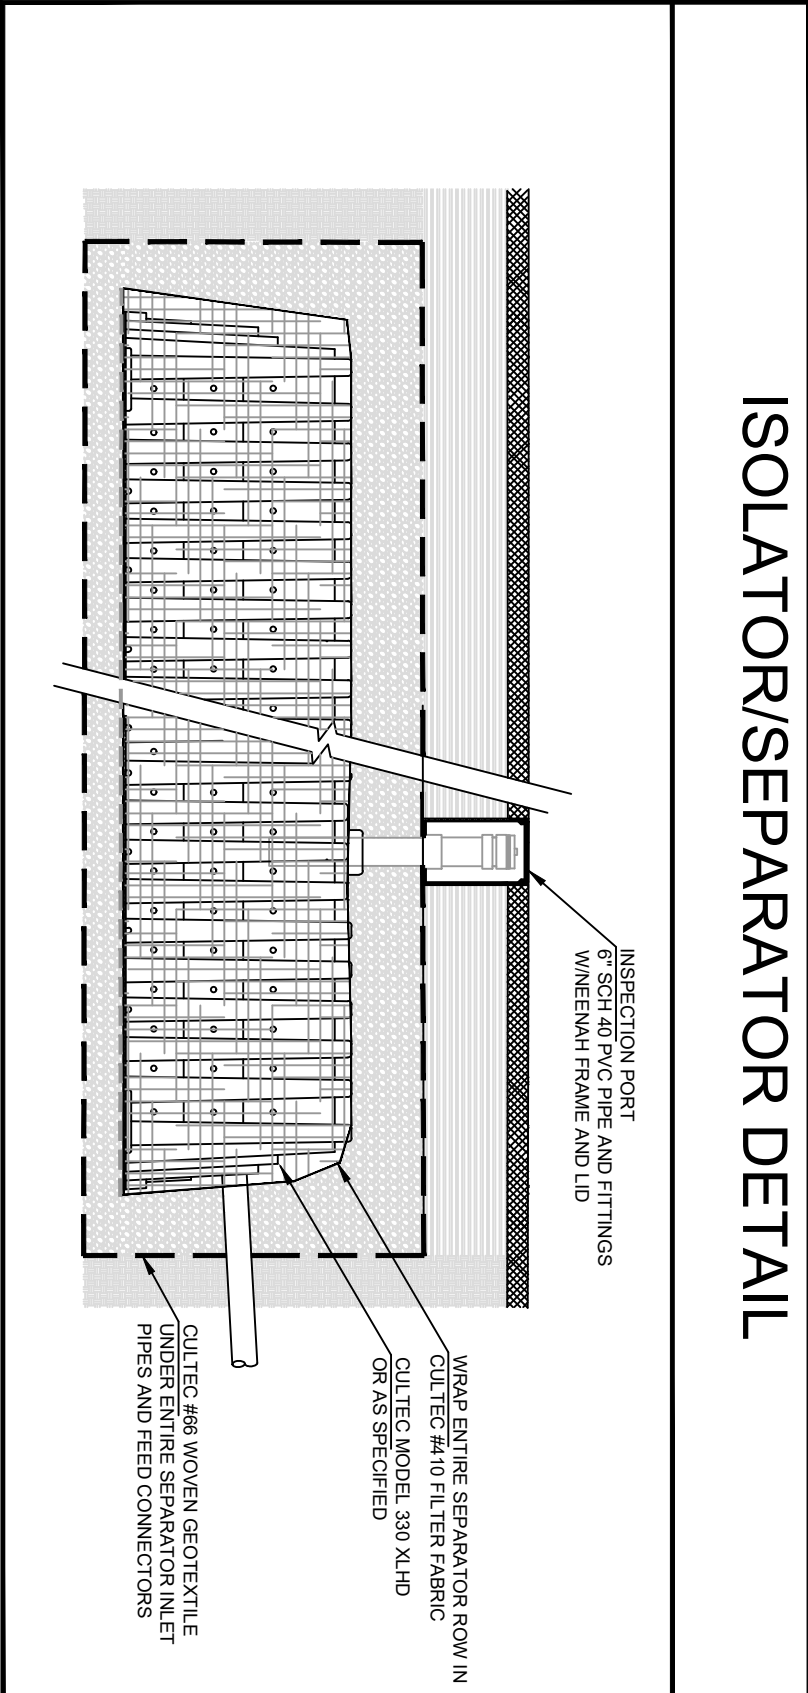 ISOLATOR/SEPARATOR DETAIL
INSPECTION PORT
6" SCH 40 PVC PIPE AND FITTINGS
W/NEENAH FRAME AND LID
WRAP ENTIRE SEPARATOR ROW IN
CULTEC #410 FILTER FABRIC
CULTEC MODEL 330 XLHD
OR AS SPECIFIED
CULTEC #66 WOVEN GEOTEXTILE
UNDER ENTIRE SEPARATOR INLET
PIPES AND FEED CONNECTORS